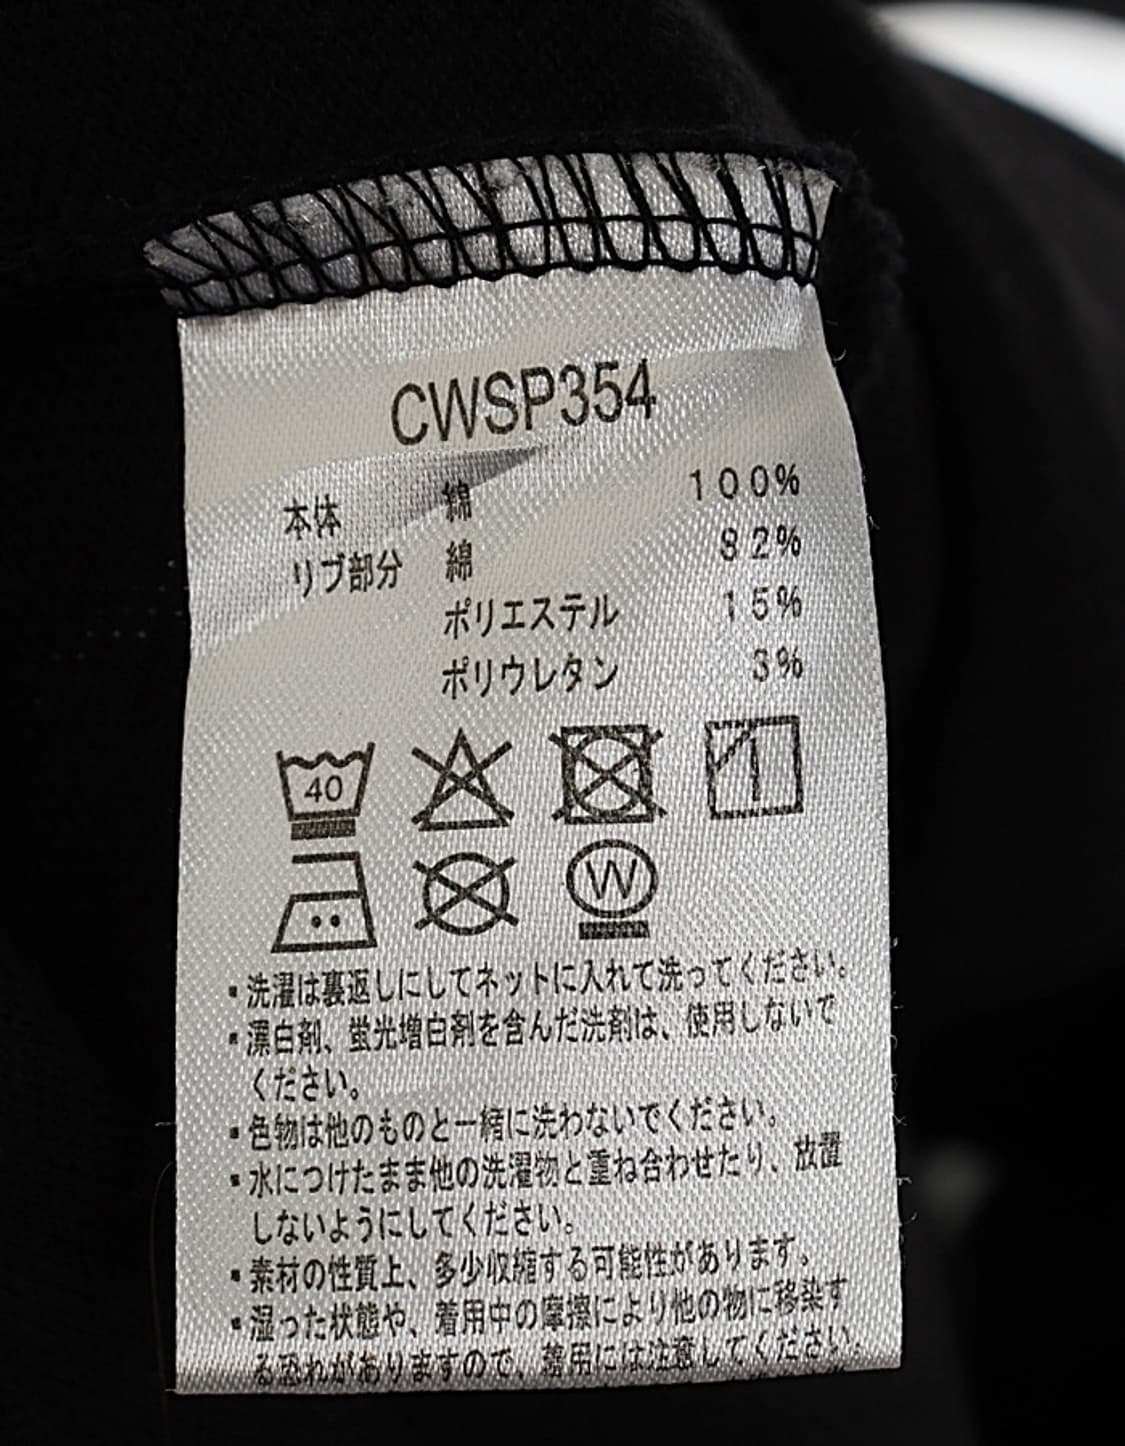 CWSP354
本体 綿 100%
リブ部分 綿 82%
ポリエステル 15%
ポリウレタン 3%
40
W
・洗濯は裏返しにしてネットに入れて洗ってください。
・漂白剤、蛍光増白剤を含んだ洗剤は、使用しないで
ください。
・色物は他のものと一緒に洗わないでください。
・水につけたまま他の洗濯物と重ね合わせたり、放置
しないようにしてください。
・素材の性質上、多少収縮する可能性があります。
・湿った状態や、着用中の摩擦により他の物に移染す
る恐れがありますので、着用には注意してください。